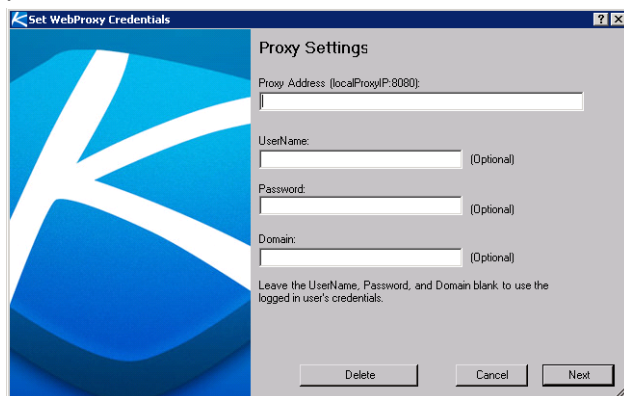 Set WebProxy Credentials
Proxy Settings
Proxy Address (localProxyIP:8080):
UserName:
(Optional)
Password:
(Optional)
Domain:
(Optional)
Leave the UserName, Password, and Domain blank to use the
logged in user's credentials.
Delete Cancel Next